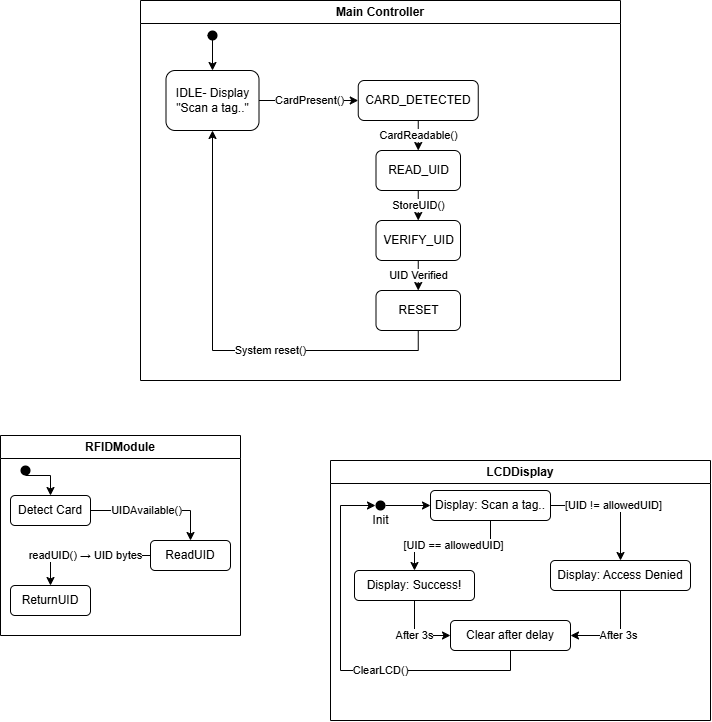 Main Controller
IDLE- Display
"Scan a tag.."
CardPresent()
CARD_DETECTED
CardReadable()
READ_UID
StoreUID()
VERIFY_UID
UID Verified
RESET
System reset()
RFIDModule
Detect Card
UIDAvailable()
readUID() → UID bytes
ReadUID
ReturnUID
LCDDisplay
Init
Display: Scan a tag..
[UID != allowedUID]
[UID == allowedUID]
Display: Success!
Display: Access Denied
After 3s
Clear after delay
After 3s
ClearLCD()